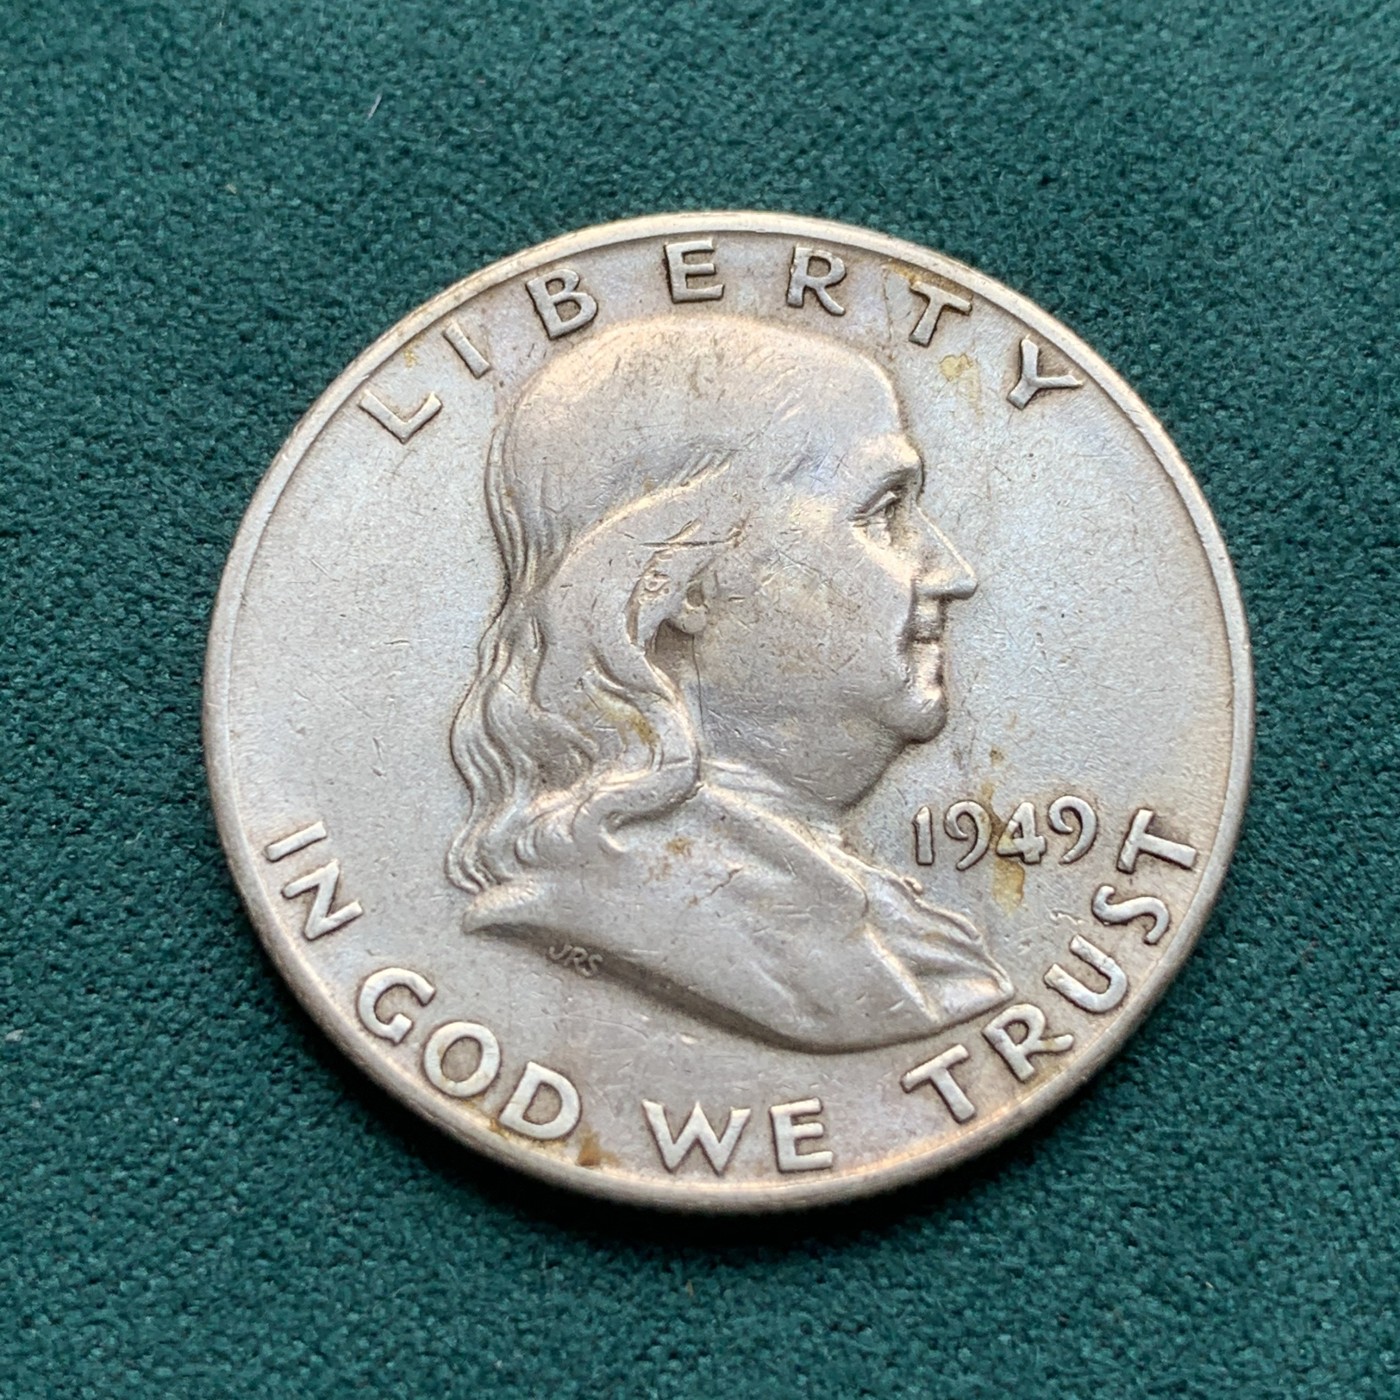 LIBERTY
1949
JRS
IN GOD WE TRUST